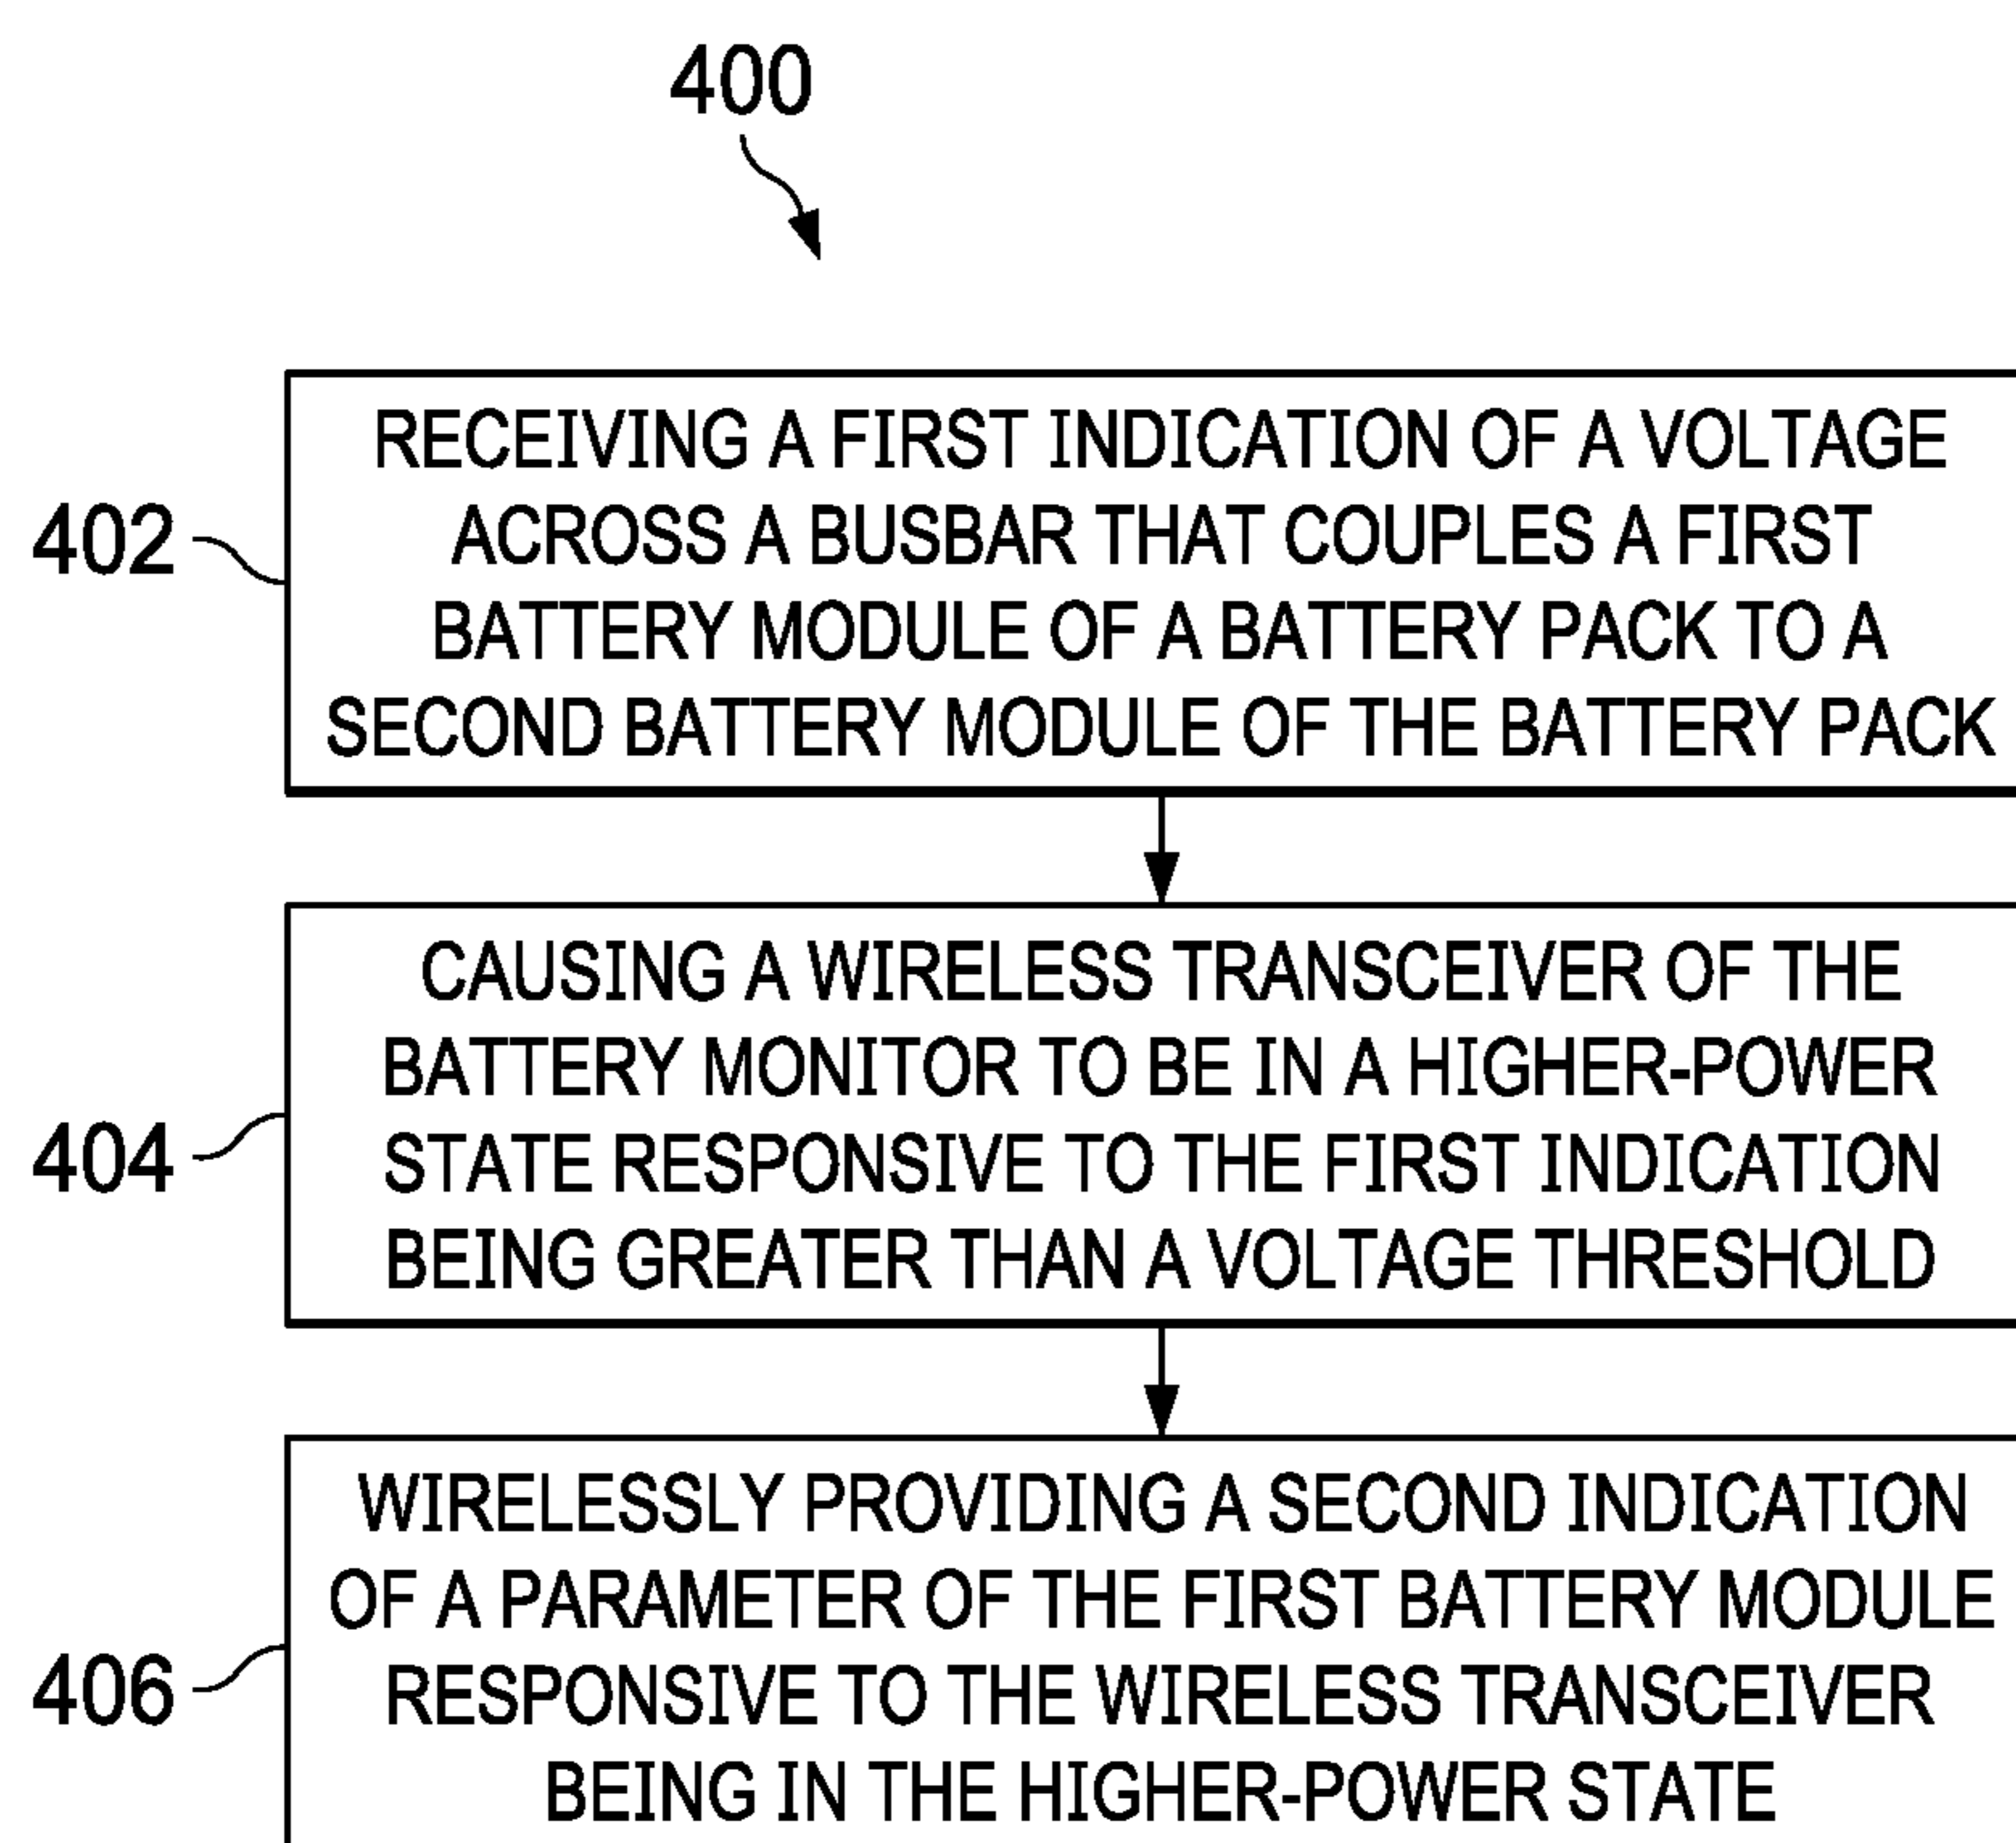 400
402
RECEIVING A FIRST INDICATION OF A VOLTAGE
ACROSS A BUSBAR THAT COUPLES A FIRST
BATTERY MODULE OF A BATTERY PACK TO A
SECOND BATTERY MODULE OF THE BATTERY PACK
404
CAUSING A WIRELESS TRANSCEIVER OF THE
BATTERY MONITOR TO BE IN A HIGHER-POWER
STATE RESPONSIVE TO THE FIRST INDICATION
BEING GREATER THAN A VOLTAGE THRESHOLD
406
WIRELESSLY PROVIDING A SECOND INDICATION
OF A PARAMETER OF THE FIRST BATTERY MODULE
RESPONSIVE TO THE WIRELESS TRANSCEIVER
BEING IN THE HIGHER-POWER STATE